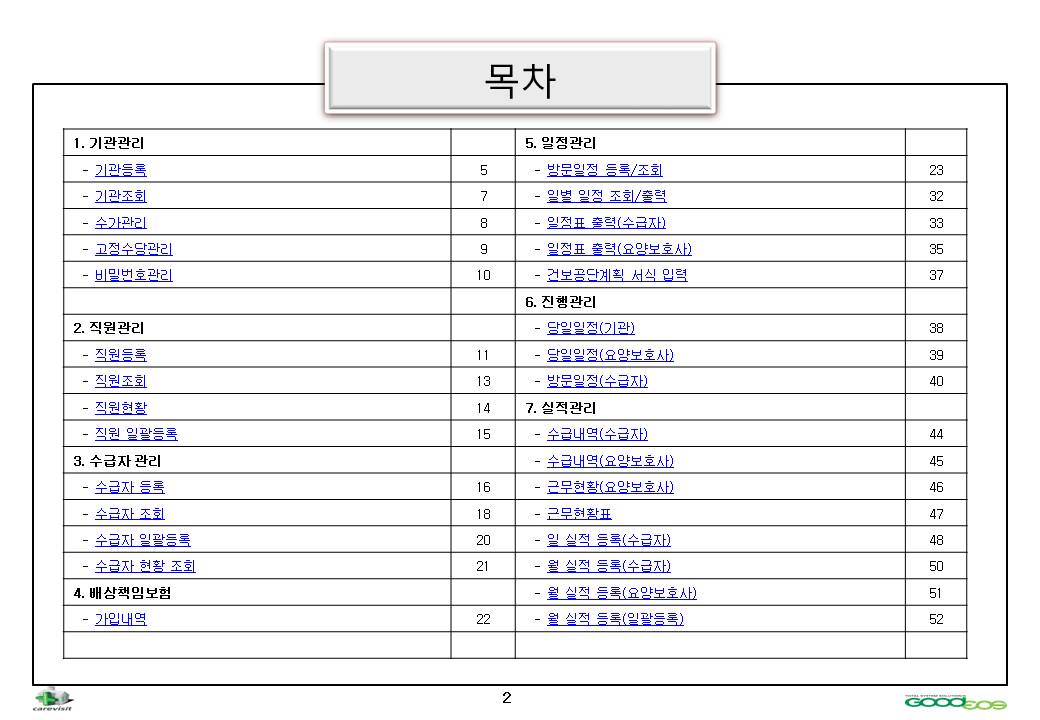 목차
1. 기관관리
- 기관등록 5
- 기관조회 7
- 수가관리 8
- 고정수당관리 9
- 비밀번호관리 10
2. 직원관리
- 직원등록 11
- 직원조회 13
- 직원현황 14
- 직원 일괄등록 15
3. 수급자 관리
- 수급자 등록 16
- 수급자 조회 18
- 수급자 일괄등록 20
- 수급자 현황 조회 21
4. 배상책임보험
- 가입내역 22
5. 일정관리
- 방문일정 등록/조회 23
- 일별 일정 조회/출력 32
- 일정표 출력(수급자) 33
- 일정표 출력(요양보호사) 35
- 건보공단계획 서식 입력 37
6. 진행관리
- 당일일정(기관) 38
- 당일일정(요양보호사) 39
- 방문일정(수급자) 40
7. 실적관리
- 수급내역(수급자) 44
- 수급내역(요양보호사) 45
- 근무현황(요양보호사) 46
- 근무현황표 47
- 일 실적 등록(수급자) 48
- 월 실적 등록(수급자) 50
- 월 실적 등록(요양보호사) 51
- 월 실적 등록(일괄등록) 52
carevisit
2
TOTAL SYSTEM SOLUTION
GOODEOS